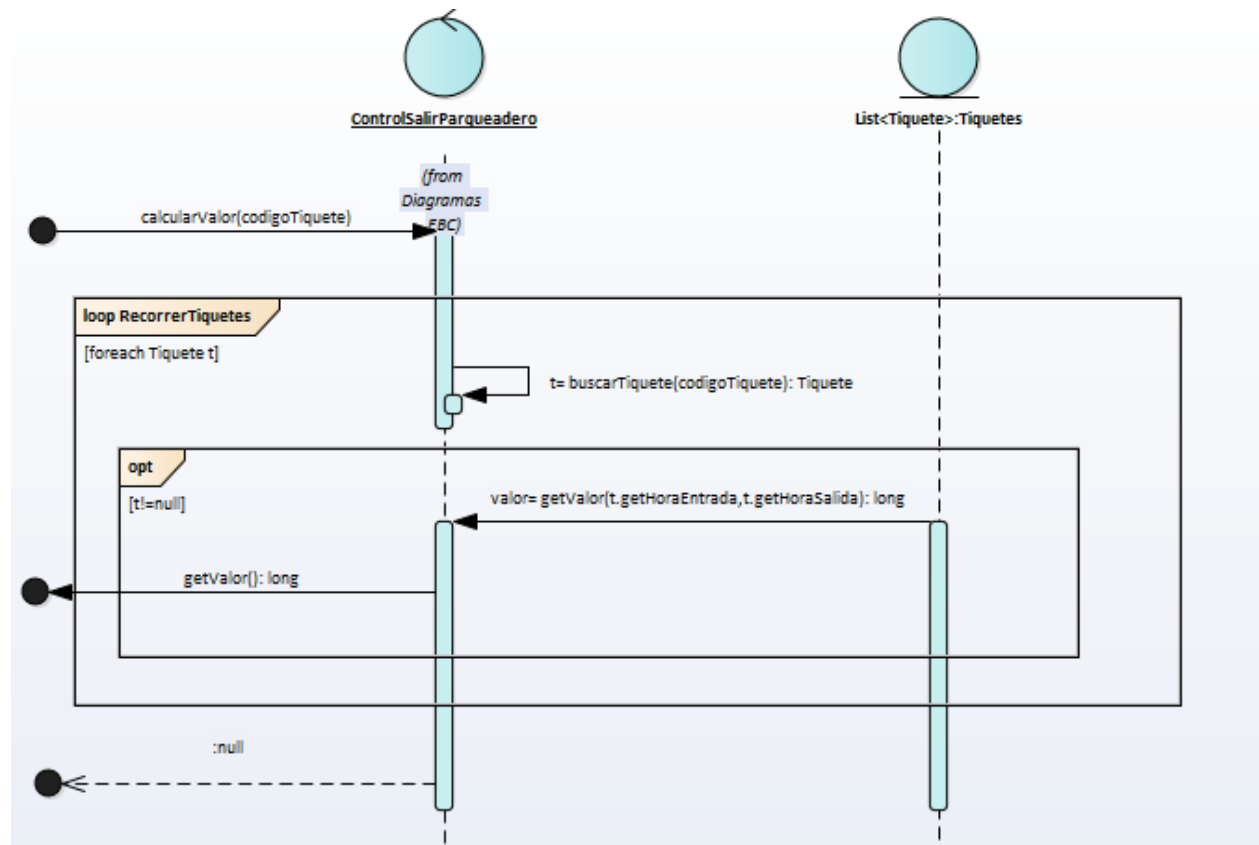 ControlSalirParqueadero
List<Tiquete>:Tiquetes
(from
Diagramas
EBC)
calcularValor(codigoTiquete)
loop RecorrerTiquetes
[foreach Tiquete t]
t= buscarTiquete(codigoTiquete): Tiquete
opt
[t!=null]
valor= getValor(t.getHoraEntrada,t.getHoraSalida): long
getValor(): long
:null